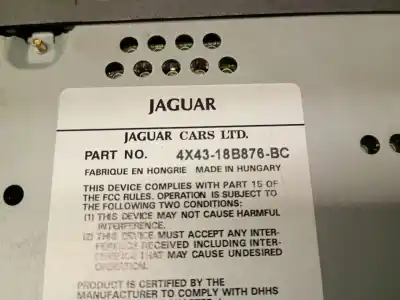 JAGUAR
JAGUAR CARS LTD.
PART NO. 4X43-18B876-BC
FABRIQUE EN HONGRIE MADE IN HUNGARY
THIS DEVICE COMPLIES WITH PART 15 OF
THE FCC RULES. OPERATION IS SUBJECT TO
THE FOLLOWING TWO CONDITIONS:
(1) THIS DEVICE MAY NOT CAUSE HARMFUL
INTERFERENCE
(2) THIS DEVICE MUST ACCEPT ANY INTER-
FERENCE RECEIVED INCLUDING INTER-
FERENCE THAT MAY CAUSE UNDESIRED
OPERATION.
PRODUCT IS CERTIFIED BY THE
MANUFACTURER TO COMPLY WITH DHHS